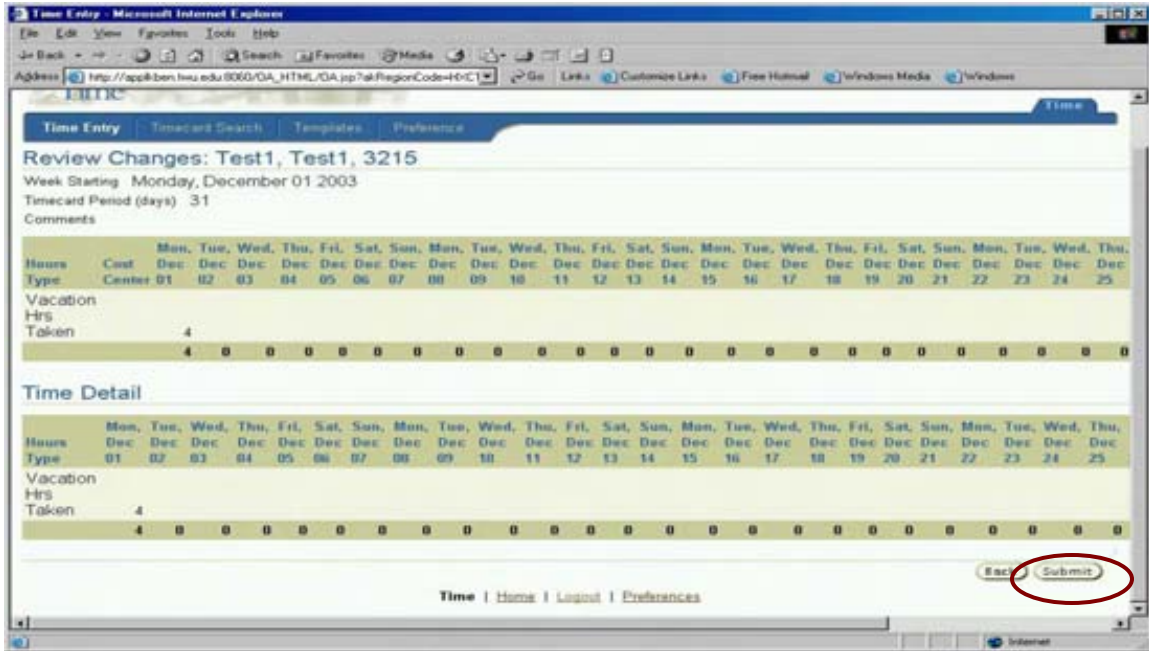 Time Entry - Microsoft Internet Explorer
File Edit View Favorites Tools Help
Back Search Favorites Media
Address Go Links Customize Links Free Hotmail Windows Media Windows
Time
Time
Time Entry Timecard Search Templates Preference
Review Changes: Test1, Test1, 3215
Week Starting Monday, December 01 2003
Timecard Period (days) 31
Comments
Mon, Tue, Wed, Thu, Fri, Sat, Sun, Mon, Tue, Wed, Thu, Fri, Sat, Sun, Mon, Tue, Wed, Thu, Fri, Sat, Sun, Mon, Tue, Wed, Thu,
Hours Cost Dec Dec Dec Dec Dec Dec Dec Dec Dec Dec Dec Dec Dec Dec Dec Dec Dec Dec Dec Dec Dec Dec Dec Dec Dec
Type Center 01 02 03 04 05 06 07 08 09 10 11 12 13 14 15 16 17 18 19 20 21 22 23 24 25
Vacation
Hrs
Taken 4
4 0 0 0 0 0 0 0 0 0 0 0 0 0 0 0 0 0 0 0 0 0 0 0 0
Time Detail
Mon, Tue, Wed, Thu, Fri, Sat, Sun, Mon, Tue, Wed, Thu, Fri, Sat, Sun, Mon, Tue, Wed, Thu, Fri, Sat, Sun, Mon, Tue, Wed, Thu,
Hours Dec Dec Dec Dec Dec Dec Dec Dec Dec Dec Dec Dec Dec Dec Dec Dec Dec Dec Dec Dec Dec Dec Dec Dec Dec
Type 01 02 03 04 05 06 07 08 09 10 11 12 13 14 15 16 17 18 19 20 21 22 23 24 25
Vacation
Hrs
Taken 4
4 0 0 0 0 0 0 0 0 0 0 0 0 0 0 0 0 0 0 0 0 0 0 0 0
Back Submit
Time | Home | Logout | Preferences
Internet